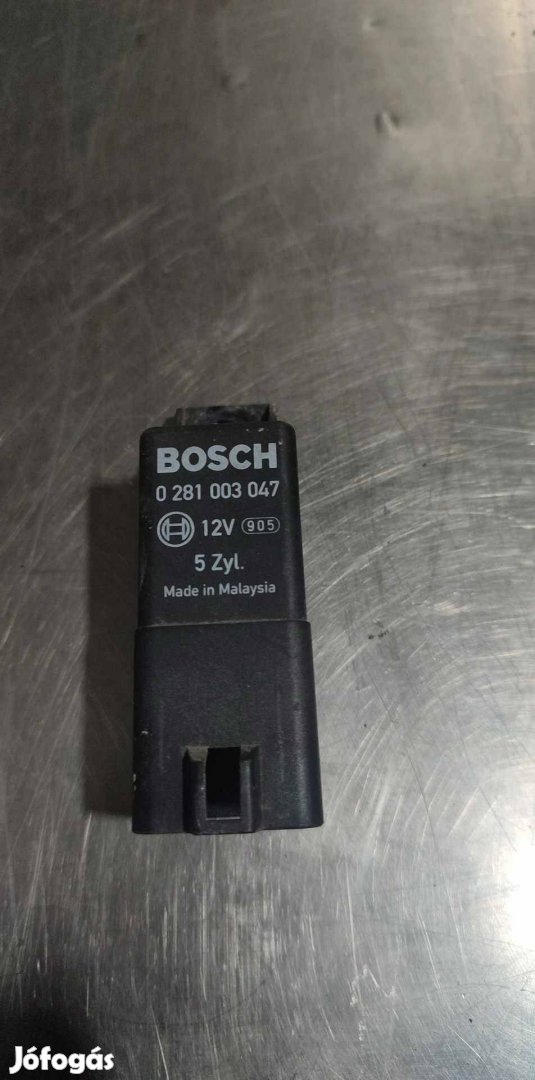 BOSCH
0 281 003 047
12V 905
5 Zyl.
Made in Malaysia
Jófogás